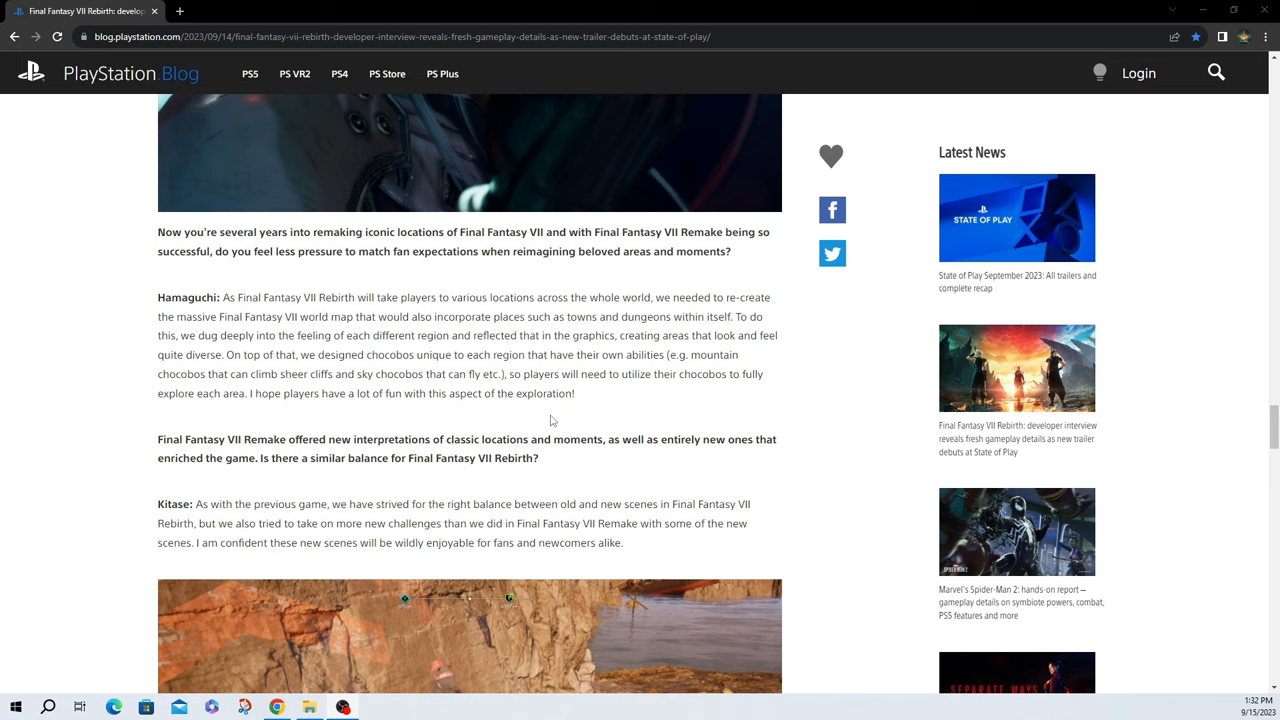 Final Fantasy VII Rebirth: develop
blog.playstation.com/2023/09/14/final-fantasy-vii-rebirth-developer-interview-reveals-fresh-gameplay-details-as-new-trailer-debuts-at-state-of-play/
PlayStation.Blog
PS5 PS VR2 PS4 PS Store PS Plus
Login
Now you're several years into remaking iconic locations of Final Fantasy VII and with Final Fantasy VII Remake being so
successful, do you feel less pressure to match fan expectations when reimagining beloved areas and moments?
Hamaguchi: As Final Fantasy VII Rebirth will take players to various locations across the whole world, we needed to re-create
the massive Final Fantasy VII world map that would also incorporate places such as towns and dungeons within itself. To do
this, we dug deeply into the feeling of each different region and reflected that in the graphics, creating areas that look and feel
quite diverse. On top of that, we designed chocobos unique to each region that have their own abilities (e.g. mountain
chocobos that can climb sheer cliffs and sky chocobos that can fly etc.), so players will need to utilize their chocobos to fully
explore each area. I hope players have a lot of fun with this aspect of the exploration!
Final Fantasy VII Remake offered new interpretations of classic locations and moments, as well as entirely new ones that
enriched the game. Is there a similar balance for Final Fantasy VII Rebirth?
Kitase: As with the previous game, we have strived for the right balance between old and new scenes in Final Fantasy VII
Rebirth, but we also tried to take on more new challenges than we did in Final Fantasy VII Remake with some of the new
scenes. I am confident these new scenes will be wildly enjoyable for fans and newcomers alike.
Latest News
STATE OF PLAY
State of Play September 2023: All trailers and
complete recap
Final Fantasy VII Rebirth: developer interview
reveals fresh gameplay details as new trailer
debuts at State of Play
Marvel's Spider-Man 2: hands-on report –
gameplay details on symbiote powers, combat,
PS5 features and more
SEPARATE WAYS
1:32 PM
9/15/2023